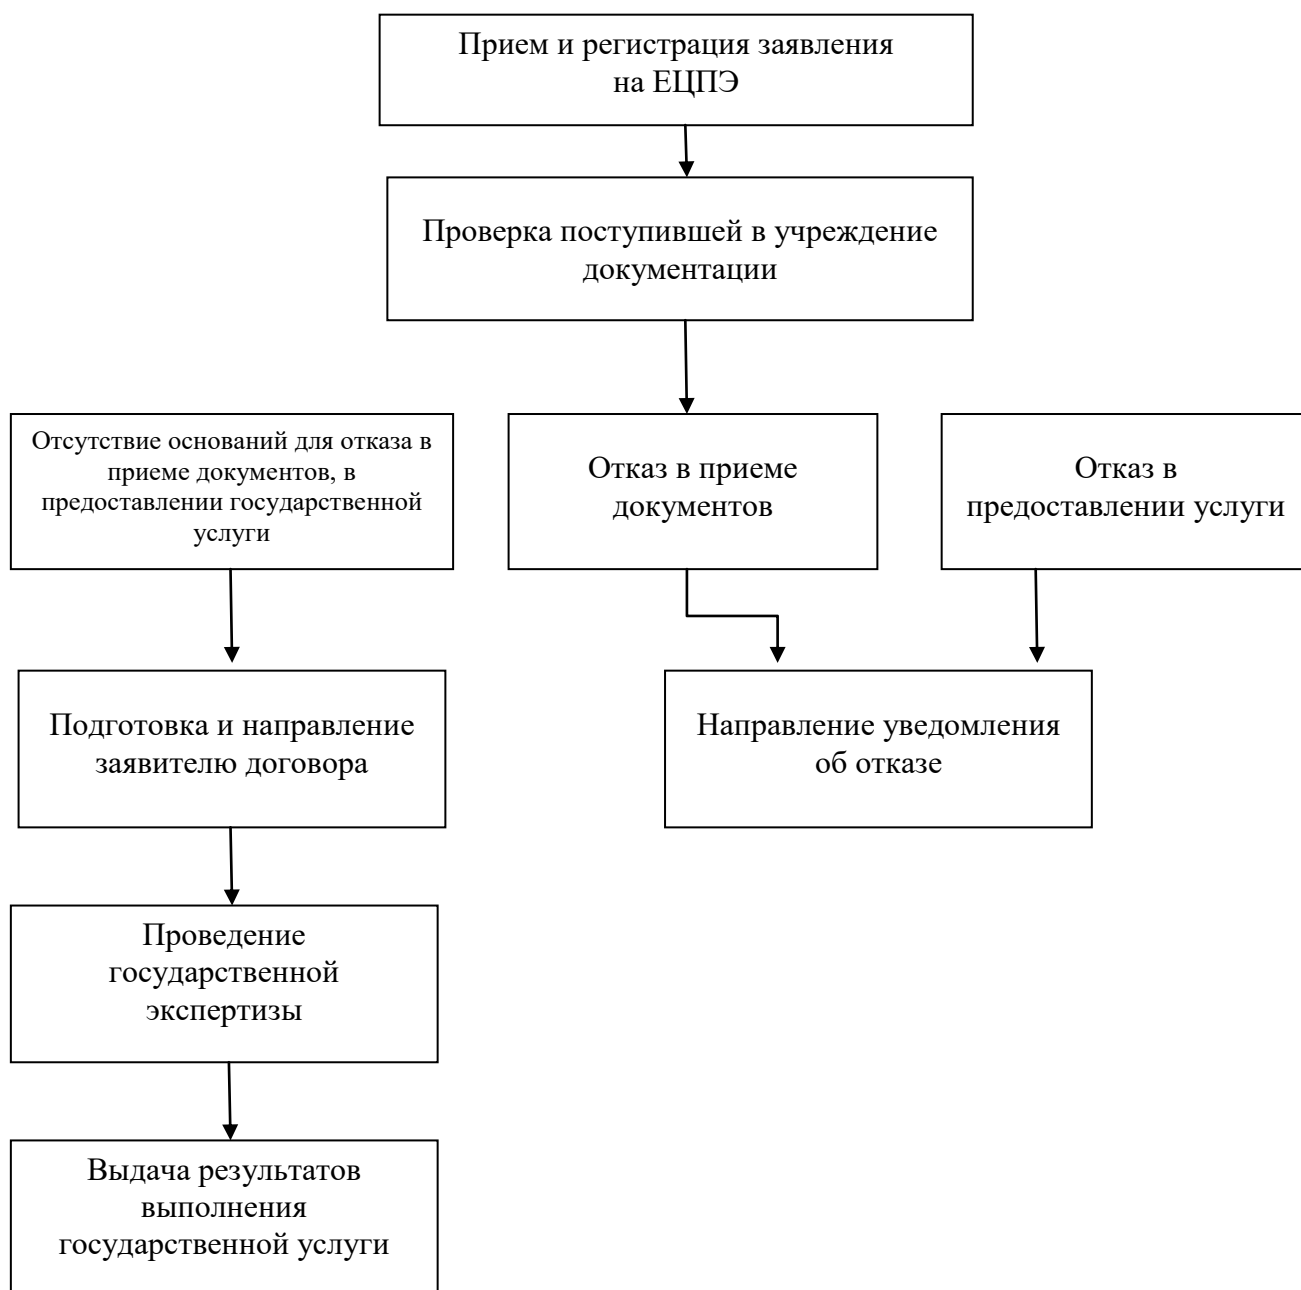 Прием и регистрация заявления
на ЕЦПЭ
Проверка поступившей в учреждение
документации
Отсутствие оснований для отказа в
приеме документов, в
предоставлении государственной
услуги
Отказ в приеме
документов
Отказ в
предоставлении услуги
Подготовка и направление
заявителю договора
Направление уведомления
об отказе
Проведение
государственной
экспертизы
Выдача результатов
выполнения
государственной услуги